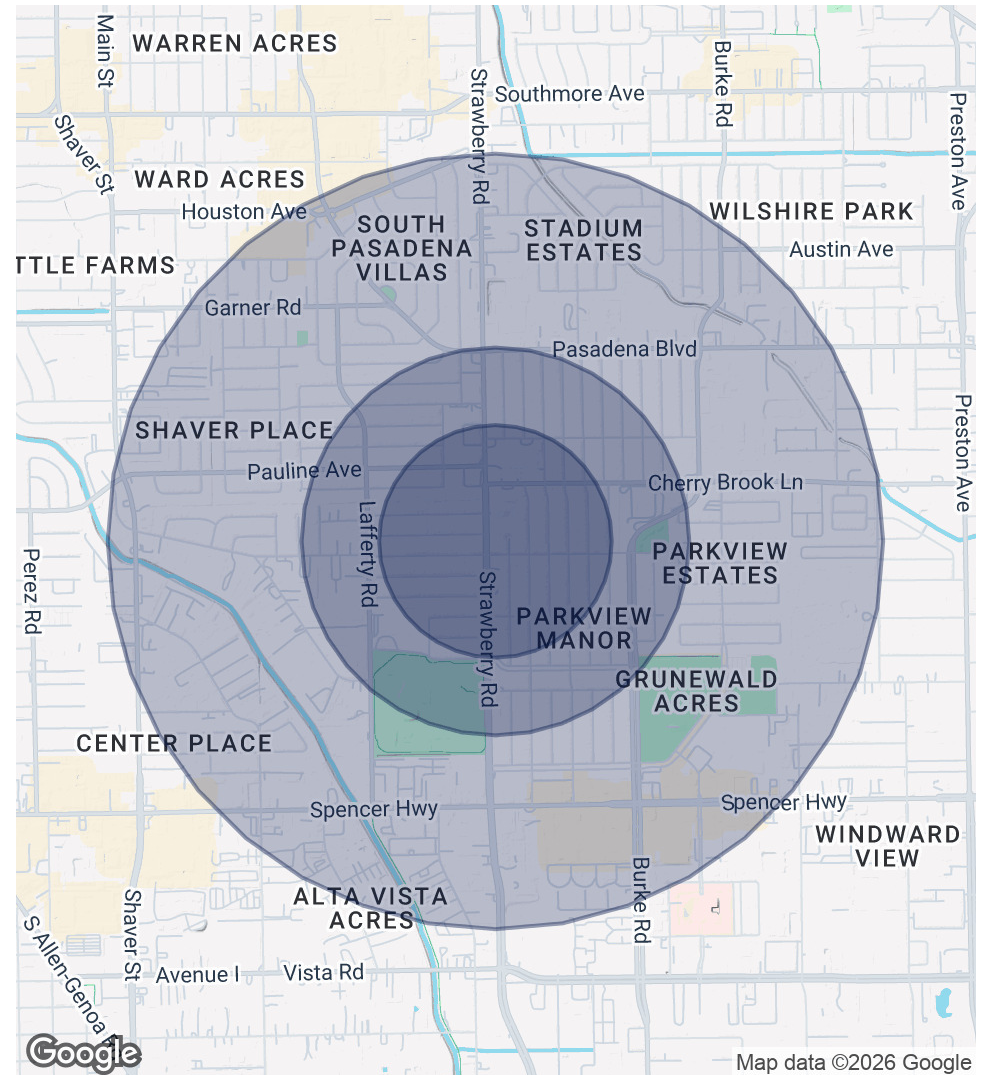 Main St
WARREN ACRES
Southmore Ave
Burke Rd
Strawberry Rd
Preston Ave
Shaver St
WARD ACRES
Houston Ave
SOUTH
PASADENA
VILLAS
STADIUM
ESTATES
WILSHIRE PARK
Austin Ave
TTLE FARMS
Garner Rd
Pasadena Blvd
SHAVER PLACE
Pauline Ave
Cherry Brook Ln
Preston Ave
Lafferty Rd
Perez Rd
PARKVIEW
ESTATES
Strawberry Rd
PARKVIEW
MANOR
GRUNEWALD
ACRES
CENTER PLACE
Spencer Hwy
Spencer Hwy
WINDWARD
VIEW
ALTA VISTA
ACRES
Burke Rd
Shaver St
S Allen-Genoa
Avenue I
Vista Rd
Google
Map data ©2026 Google